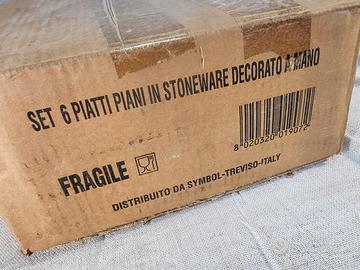 SET 6 PIATTI PIANI IN STONEWARE DECORATO A MANO
8 020320 019072
FRAGILE
DISTRIBUITO DA SYMBOL-TREVISO-ITALY